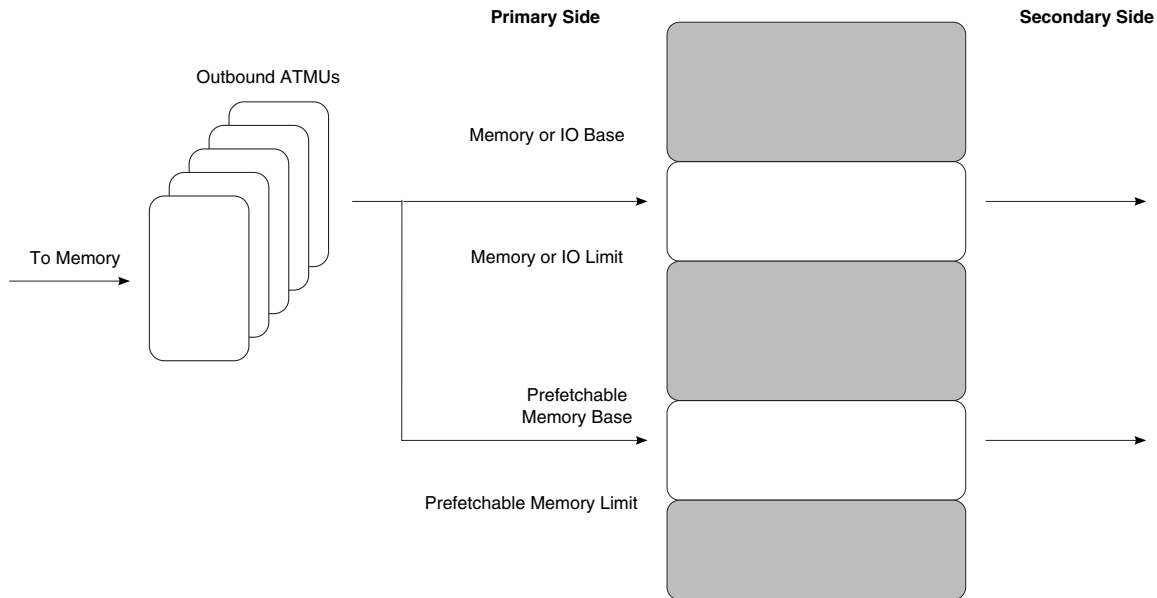 Primary Side
Secondary Side
Outbound ATMUs
Memory or IO Base
To Memory
Memory or IO Limit
Prefetchable
Memory Base
Prefetchable Memory Limit